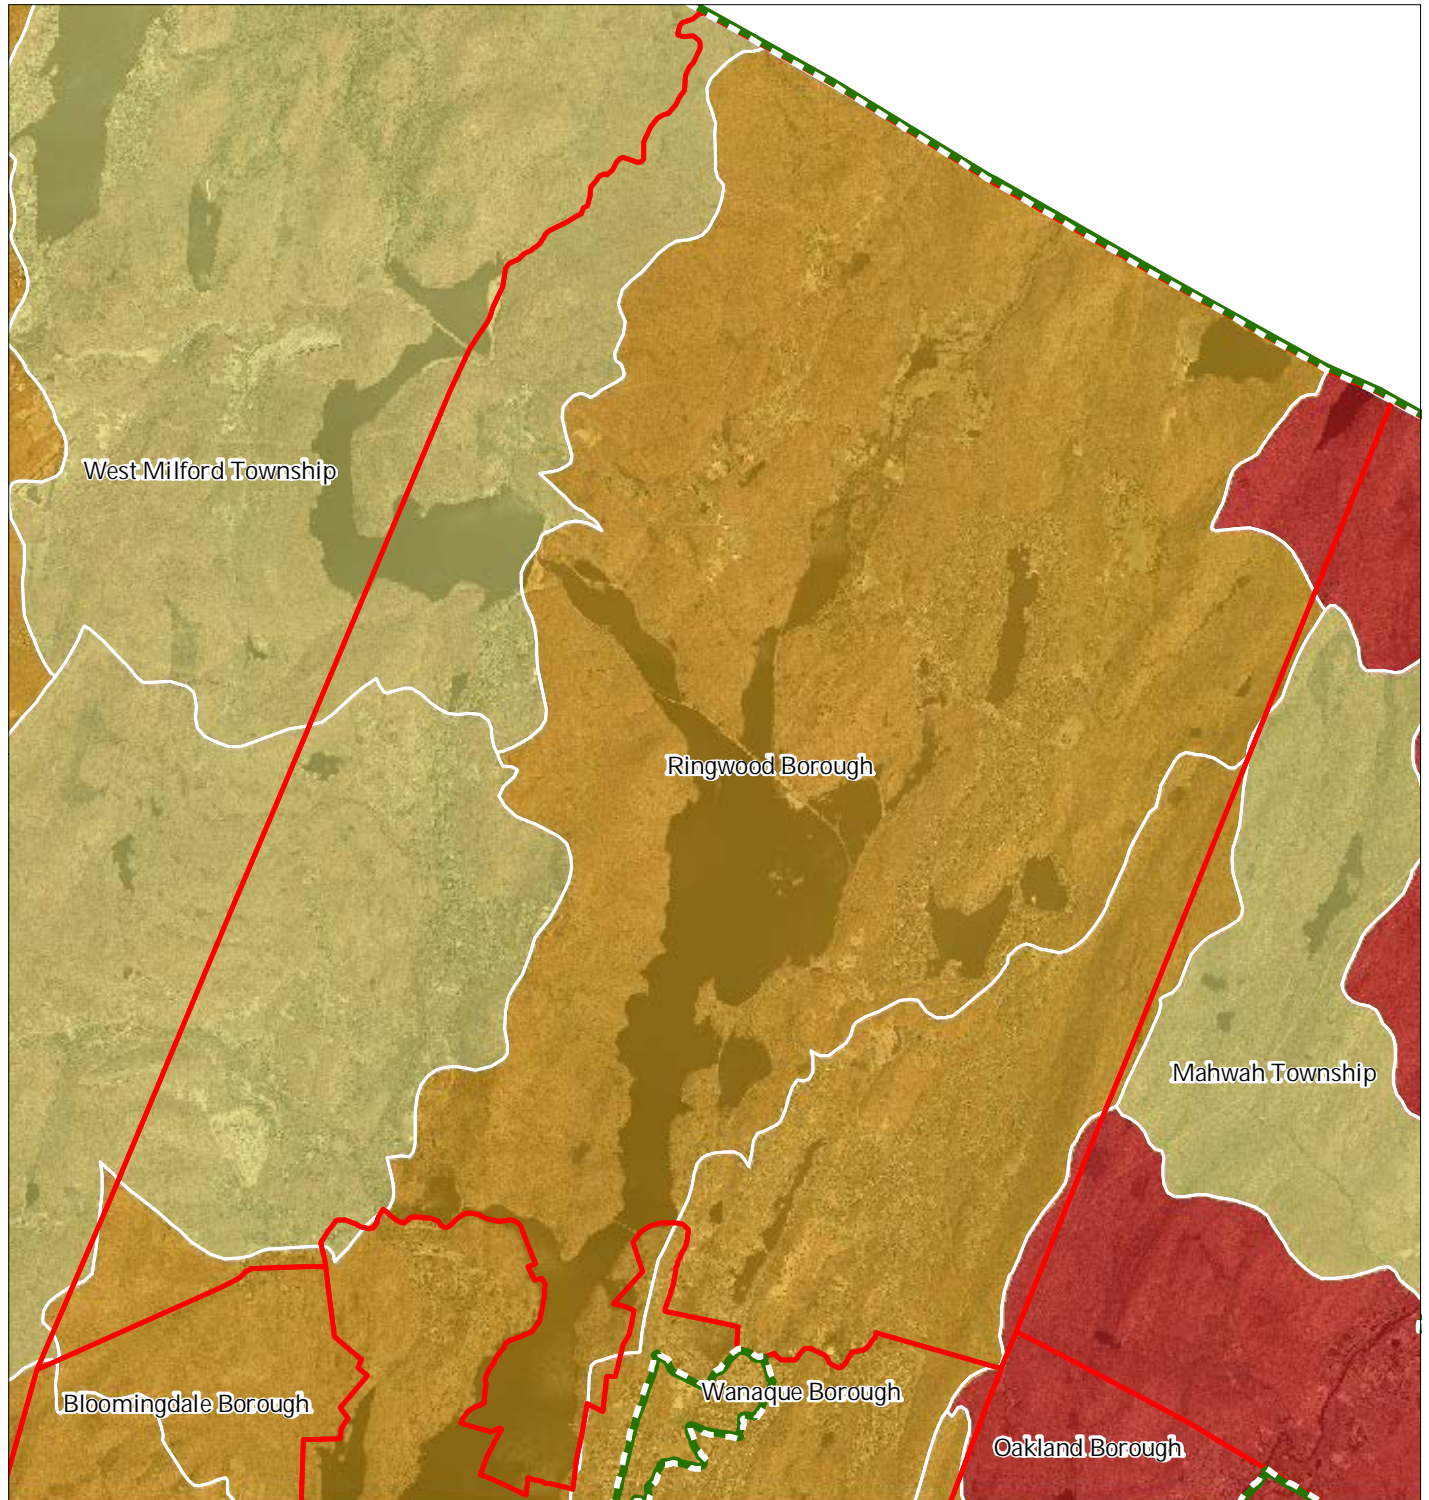 West Milford Township
Ringwood Borough
Mahwah Township
Wanaque Borough
Bloomingdale Borough
Oakland Borough